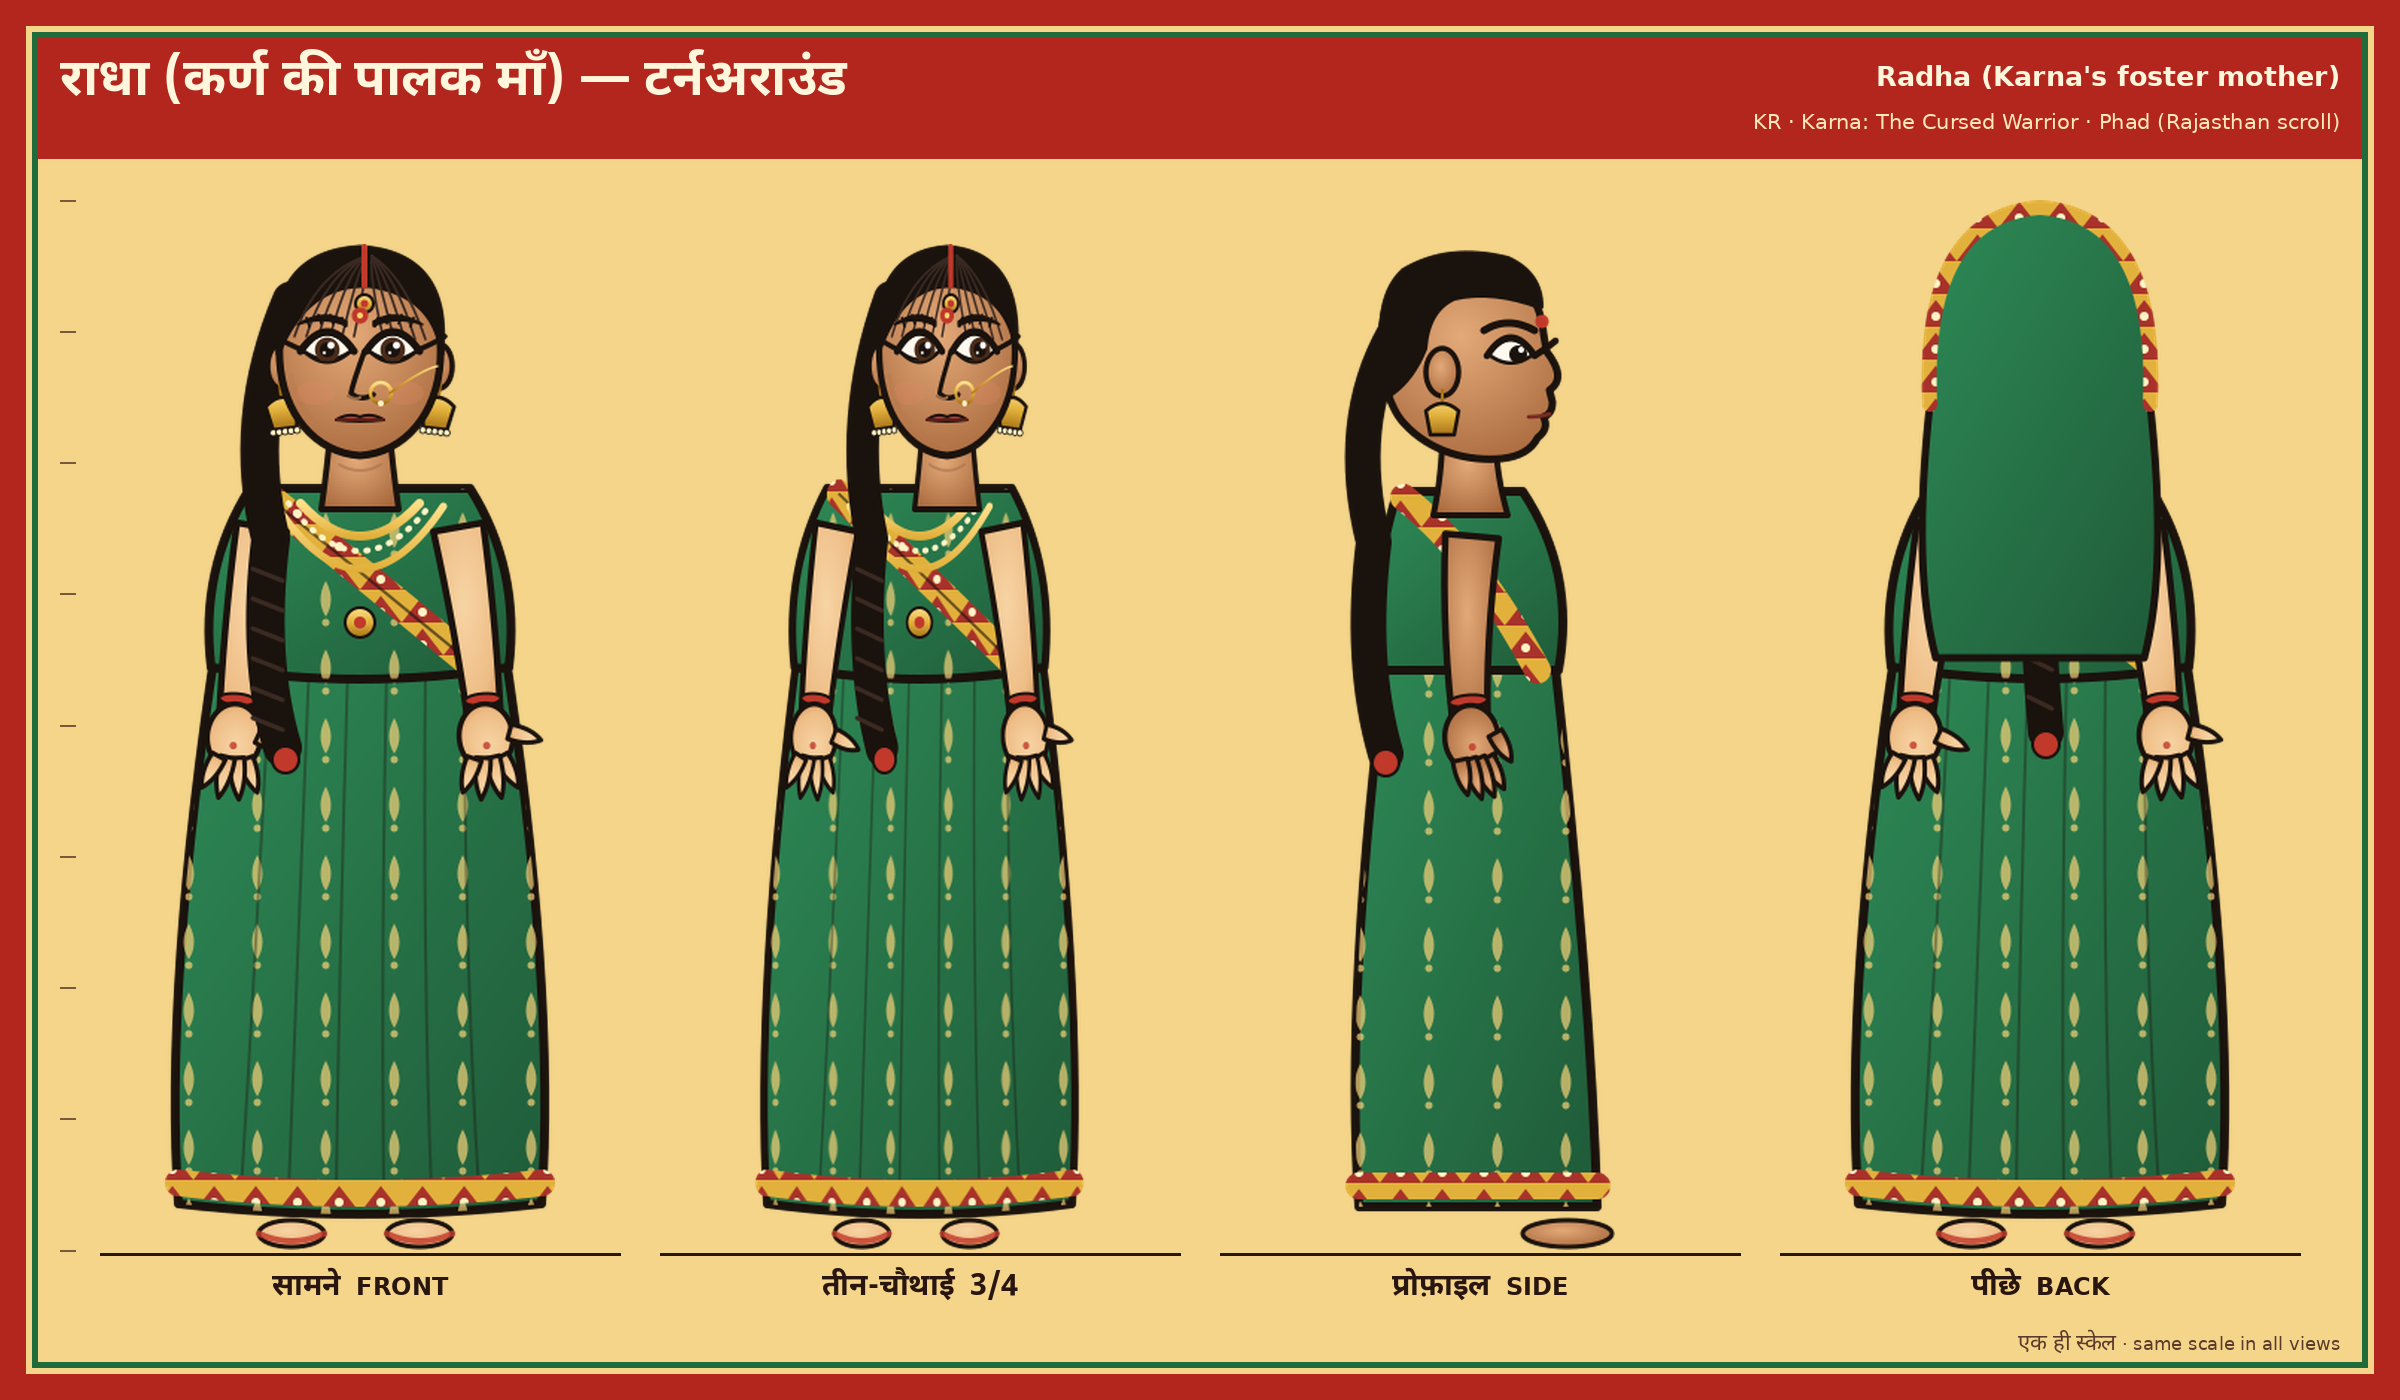 राधा (कर्ण की पालक माँ) — टर्नअराउंड
Radha (Karna's foster mother)
KR · Karna: The Cursed Warrior · Phad (Rajasthan scroll)
सामने FRONT
तीन-चौथाई 3/4
प्रोफ़ाइल SIDE
पीछे BACK
एक ही स्केल · same scale in all views